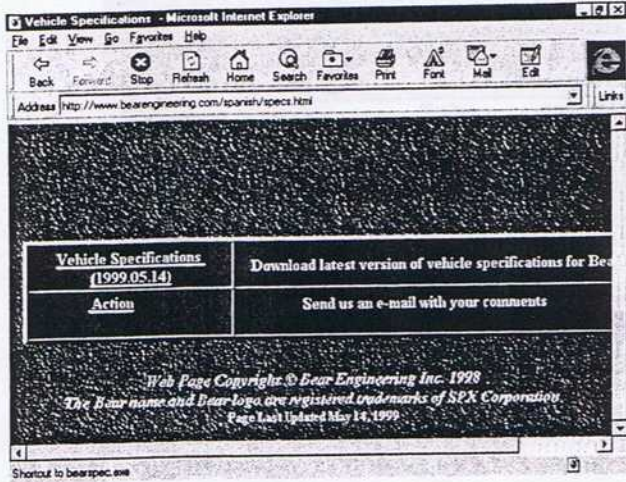 Vehicle Specifications - Microsoft Internet Explorer
File Edit View Go Favorites Help
Back Forward Stop Refresh Home Search Favorites Print Font Mail Edit
Address http://www.bearengineering.com/spanish/specs.html Links
Vehicle Specifications
(1999.05.14)
Download latest version of vehicle specifications for Bea
Action
Send us an e-mail with your comments
Web Page Copyright © Bear Engineering Inc. 1998
The Bear name and Bear logo are registered trademarks of SPX Corporation
Page Last Updated May 14, 1999
Shortcut to bearspec.exe